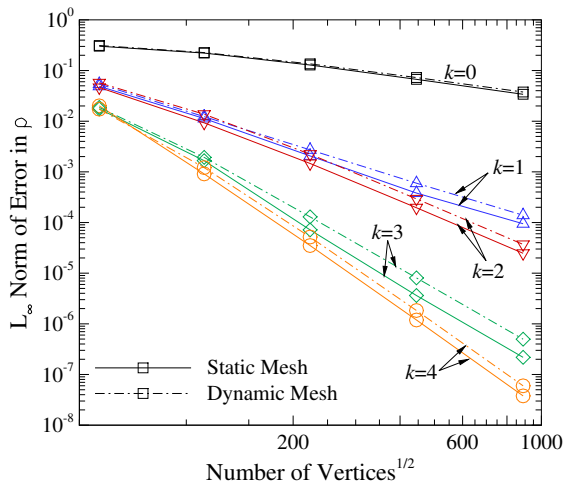 10^0
10^-1
10^-2
10^-3
10^-4
10^-5
10^-6
10^-7
10^-8
L∞ Norm of Error in ρ
k=0
k=1
k=2
k=3
k=4
Static Mesh
Dynamic Mesh
200
600
1000
Number of Vertices^1/2